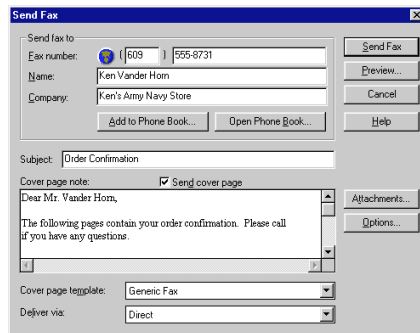 Send Fax
Send fax to
Fax number: ( 609 ) 555-8731
Name: Ken Vander Horn
Company: Ken's Army Navy Store
Add to Phone Book... Open Phone Book...
Send Fax
Preview...
Cancel
Help
Subject: Order Confirmation
Cover page note: Send cover page
Dear Mr. Vander Horn,
The following pages contain your order confirmation. Please call
if you have any questions.
Attachments...
Options...
Cover page template: Generic Fax
Deliver via: Direct